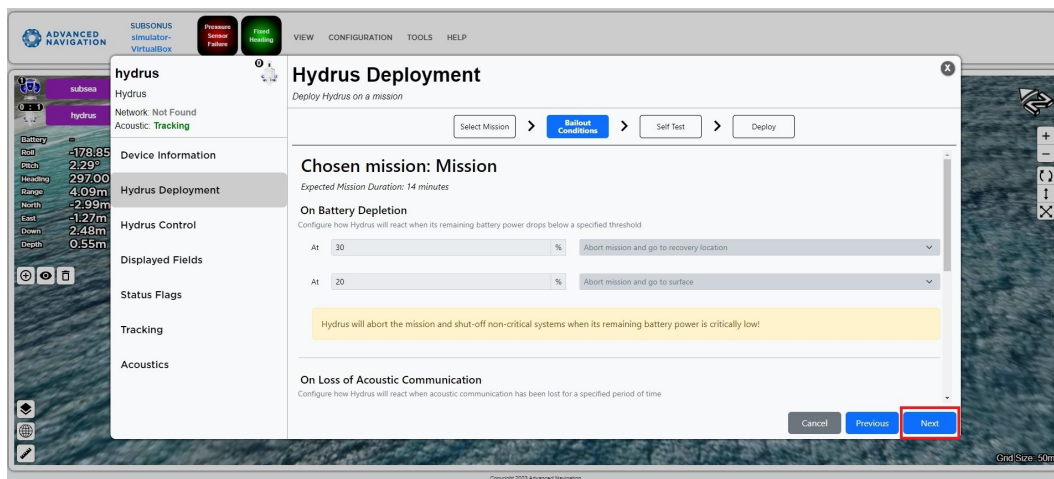 ADVANCED
NAVIGATION
SUBSONUS
simulator-
VirtualBox
Pressure
Sensor
Failure
Fixed
Heading
VIEW CONFIGURATION TOOLS HELP
1
subsea
0 : 1
hydrus
Battery
Roll -178.85
Pitch 2.29°
Heading 297.00
Range 4.09m
North -2.99m
East -1.27m
Down 2.48m
Depth 0.55m
hydrus
0
Hydrus
Network: Not Found
Acoustic: Tracking
Device Information
Hydrus Deployment
Hydrus Control
Displayed Fields
Status Flags
Tracking
Acoustics
Hydrus Deployment
X
Deploy Hydrus on a mission
Select Mission
Bailout
Conditions
Self Test
Deploy
Chosen mission: Mission
Expected Mission Duration: 14 minutes
On Battery Depletion
Configure how Hydrus will react when its remaining battery power drops below a specified threshold
At 30 % Abort mission and go to recovery location
At 20 % Abort mission and go to surface
Hydrus will abort the mission and shut-off non-critical systems when its remaining battery power is critically low!
On Loss of Acoustic Communication
Configure how Hydrus will react when acoustic communication has been lost for a specified period of time
Cancel Previous Next
Grid Size: 50m
Copyright 2023 Advanced Navigation